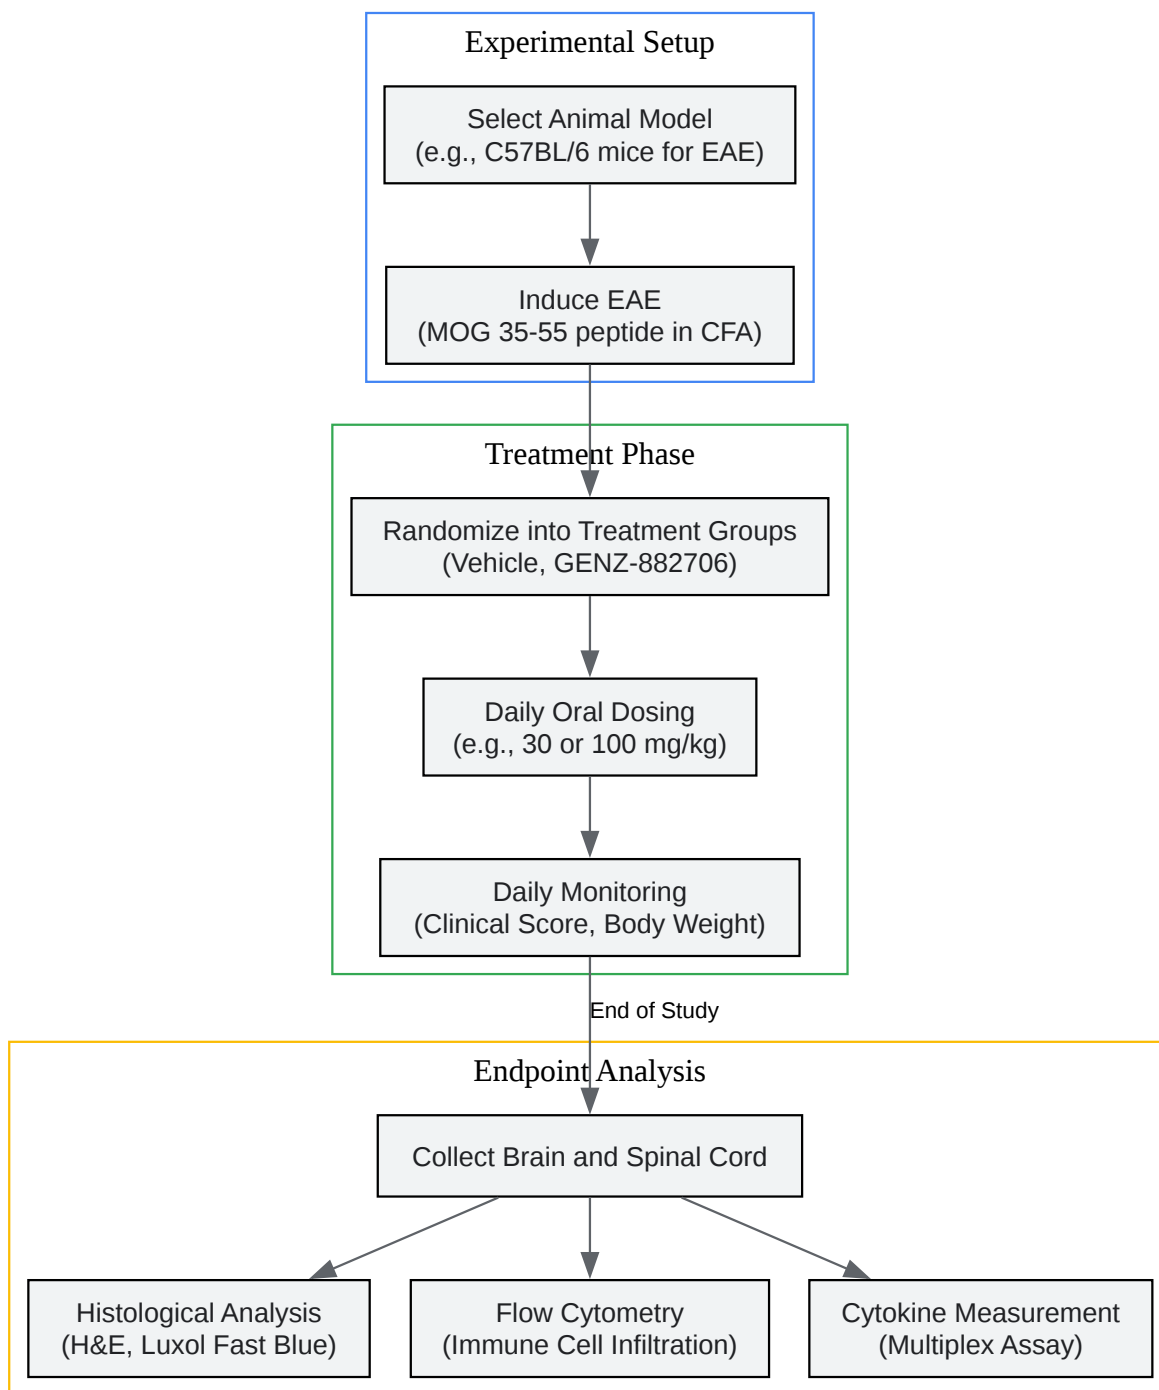 Experimental Setup
Select Animal Model
(e.g., C57BL/6 mice for EAE)
Induce EAE
(MOG 35-55 peptide in CFA)
Treatment Phase
Randomize into Treatment Groups
(Vehicle, GENZ-882706)
Daily Oral Dosing
(e.g., 30 or 100 mg/kg)
Daily Monitoring
(Clinical Score, Body Weight)
End of Study
Endpoint Analysis
Collect Brain and Spinal Cord
Histological Analysis
(H&E, Luxol Fast Blue)
Flow Cytometry
(Immune Cell Infiltration)
Cytokine Measurement
(Multiplex Assay)